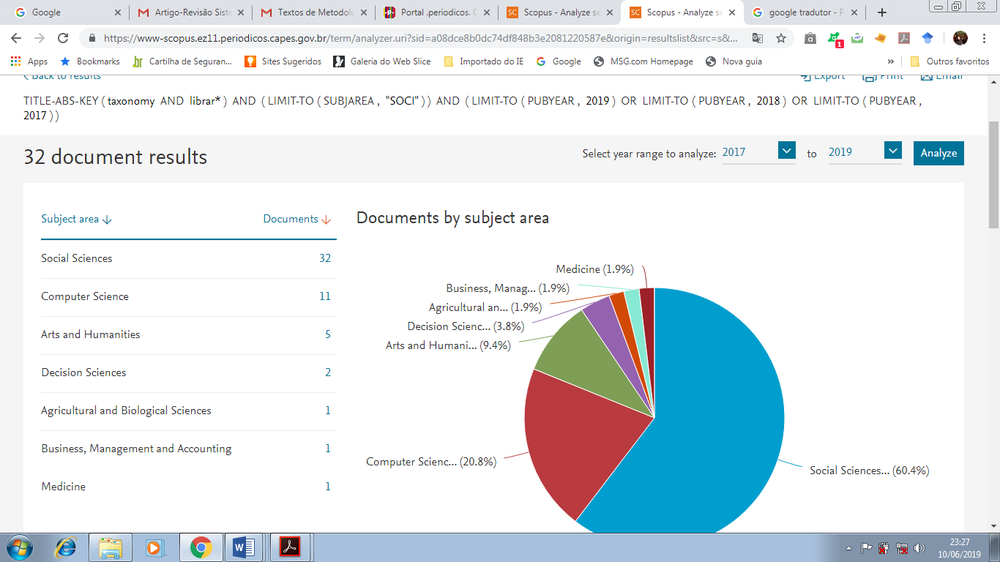 Google
Artigo-Revisão Siste
Textos de Metodolo
Portal .periodicos. C
Scopus - Analyze se
Scopus - Analyze se
google tradutor - P
https://www-scopus.ez11.periodicos.capes.gov.br/term/analyzer.uri?sid=a08dce8b0dc74df848b3e2081220587e&origin=resultslist&src=s&...
Apps
Bookmarks
Cartilha de Seguran...
Sites Sugeridos
Galeria do Web Slice
Importado do IE
Google
MSG.com Homepage
Nova guia
»
Outros favoritos
Back to results
Export
Print
Email
TITLE-ABS-KEY ( taxonomy AND librar* ) AND ( LIMIT-TO ( SUBJAREA , "SOCI" ) ) AND ( LIMIT-TO ( PUBYEAR , 2019 ) OR LIMIT-TO ( PUBYEAR , 2018 ) OR LIMIT-TO ( PUBYEAR ,
2017 ) )
32 document results
Select year range to analyze: 2017 to 2019 Analyze
Subject area Documents
Social Sciences 32
Computer Science 11
Arts and Humanities 5
Decision Sciences 2
Agricultural and Biological Sciences 1
Business, Management and Accounting 1
Medicine 1
Documents by subject area
Medicine (1.9%)
Business, Manag... (1.9%)
Agricultural an... (1.9%)
Decision Scienc... (3.8%)
Arts and Humani... (9.4%)
Computer Scienc... (20.8%)
Social Sciences... (60.4%)
23:27
10/06/2019